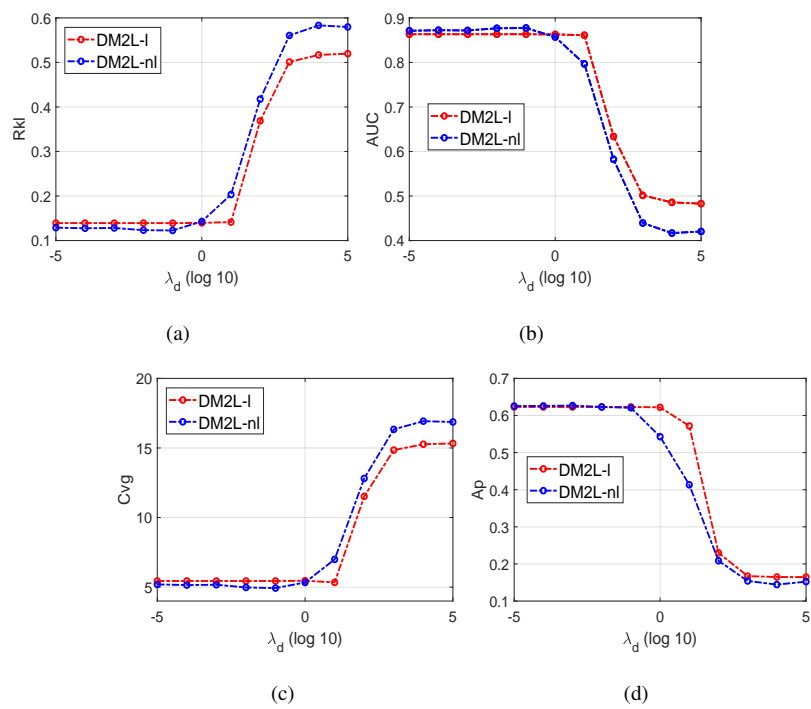 0.6
0.5
0.4
0.3
0.2
0.1
Rkl
DM2L-l
DM2L-nl
-5 0 5
λd (log 10)
(a)
0.9
0.8
0.7
0.6
0.5
0.4
AUC
DM2L-l
DM2L-nl
-5 0 5
λd (log 10)
(b)
20
15
10
5
Cvg
DM2L-l
DM2L-nl
-5 0 5
λd (log 10)
(c)
0.7
0.6
0.5
0.4
0.3
0.2
0.1
Ap
DM2L-l
DM2L-nl
-5 0 5
λd (log 10)
(d)